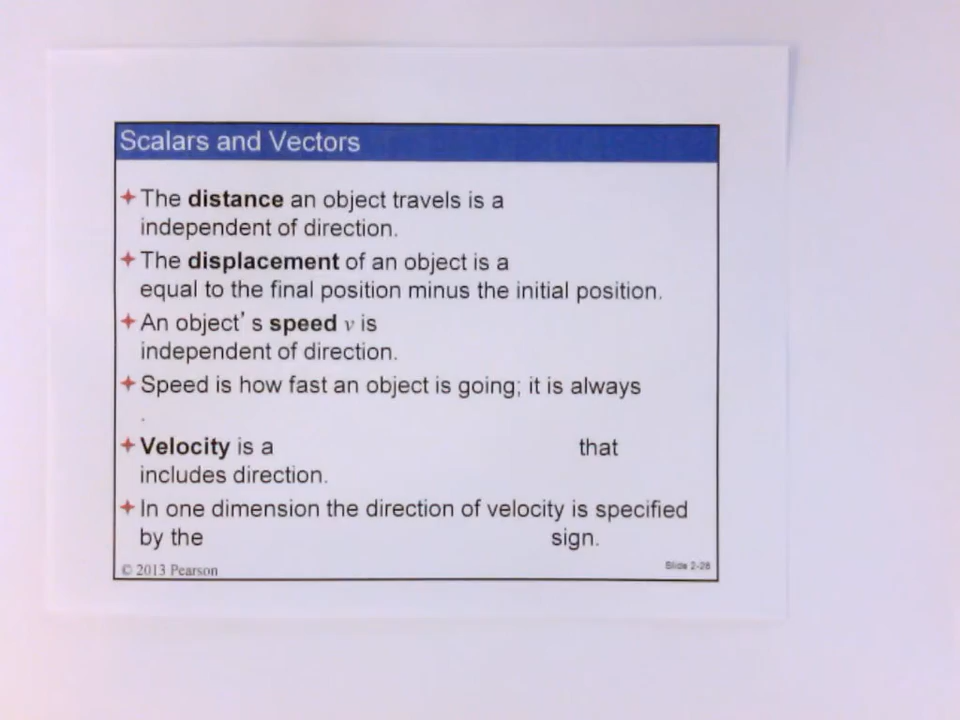 Scalars and Vectors
The distance an object travels is a
independent of direction.
The displacement of an object is a
equal to the final position minus the initial position.
An object's speed v is
independent of direction.
Speed is how fast an object is going; it is always
.
Velocity is a that
includes direction.
In one dimension the direction of velocity is specified
by the sign.
© 2013 Pearson Slide 2-26